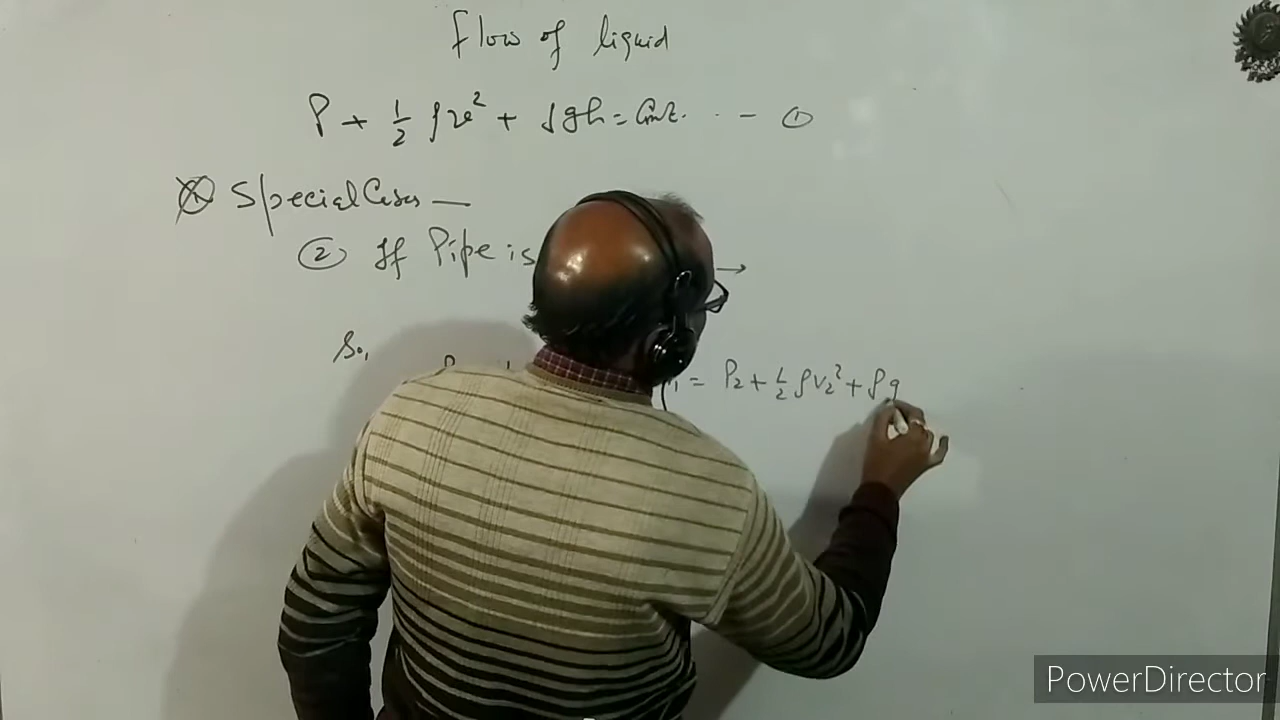 Flow of liquid
P + 1/2 ρv² + ρgh = Const. . . - ①
Special Cases —
② If Pipe is →
So,
= P₂ + 1/2 ρv₂² + ρg
PowerDirector